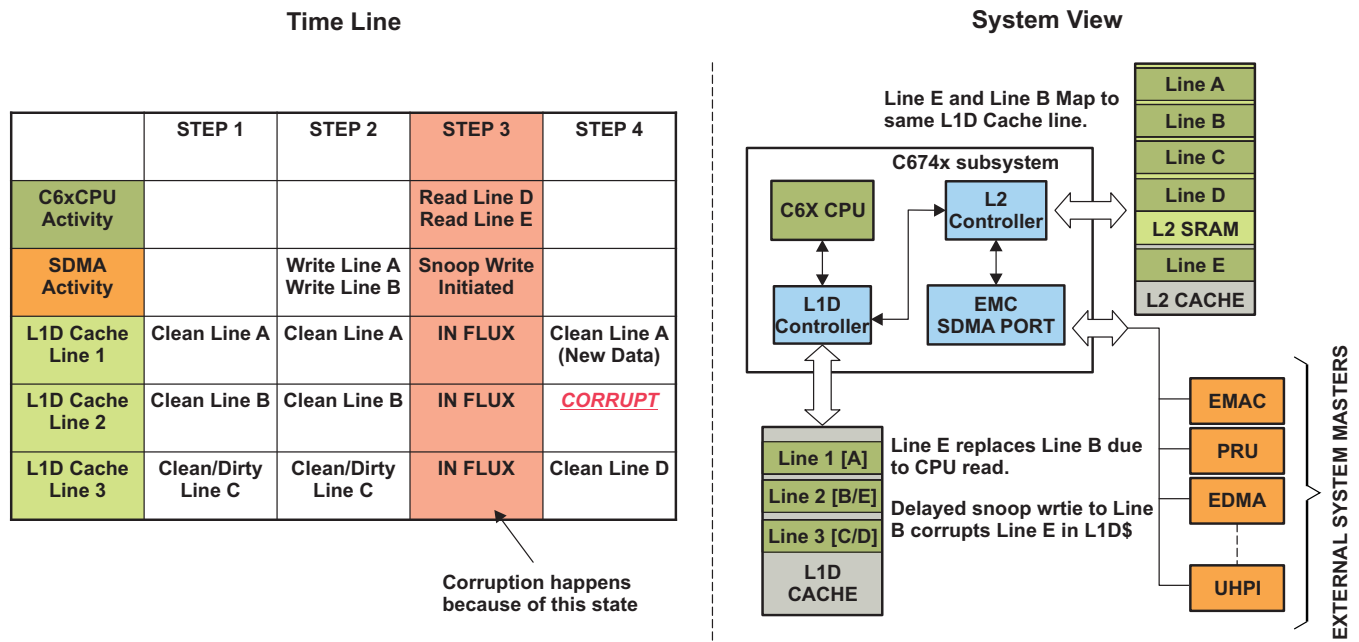 Time Line
System View
STEP 1 STEP 2 STEP 3 STEP 4
C6xCPU
Activity
Read Line D
Read Line E
SDMA
Activity
Write Line A
Write Line B
Snoop Write
Initiated
L1D Cache
Line 1
Clean Line A
Clean Line A
IN FLUX
Clean Line A
(New Data)
L1D Cache
Line 2
Clean Line B
Clean Line B
IN FLUX
CORRUPT
L1D Cache
Line 3
Clean/Dirty
Line C
Clean/Dirty
Line C
IN FLUX
Clean Line D
Corruption happens
because of this state
Line E and Line B Map to
same L1D Cache line.
C674x subsystem
C6X CPU
L2
Controller
L1D
Controller
EMC
SDMA PORT
Line A
Line B
Line C
Line D
L2 SRAM
Line E
L2 CACHE
Line 1 [A]
Line 2 [B/E]
Line 3 [C/D]
L1D
CACHE
Line E replaces Line B due
to CPU read.
Delayed snoop wrtie to Line
B corrupts Line E in L1D$
EMAC
PRU
EDMA
UHPI
EXTERNAL SYSTEM MASTERS